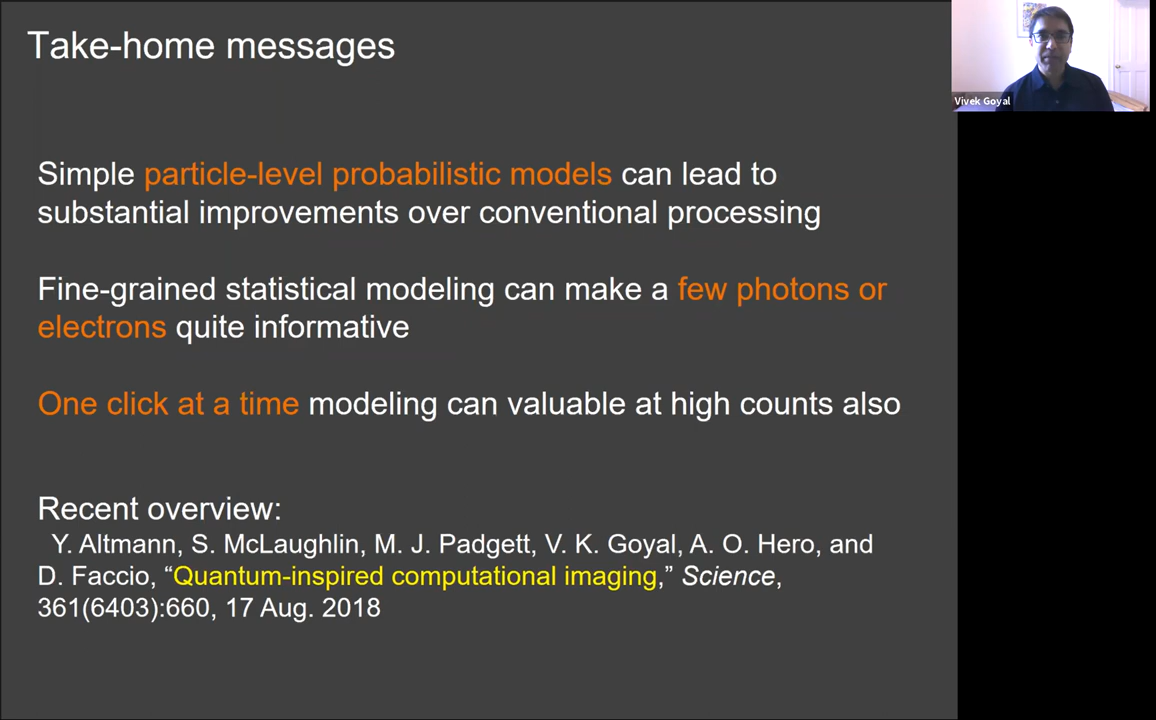 Take-home messages
Vivek Goyal
Simple particle-level probabilistic models can lead to
substantial improvements over conventional processing
Fine-grained statistical modeling can make a few photons or
electrons quite informative
One click at a time modeling can valuable at high counts also
Recent overview:
Y. Altmann, S. McLaughlin, M. J. Padgett, V. K. Goyal, A. O. Hero, and
D. Faccio, “Quantum-inspired computational imaging,” Science,
361(6403):660, 17 Aug. 2018